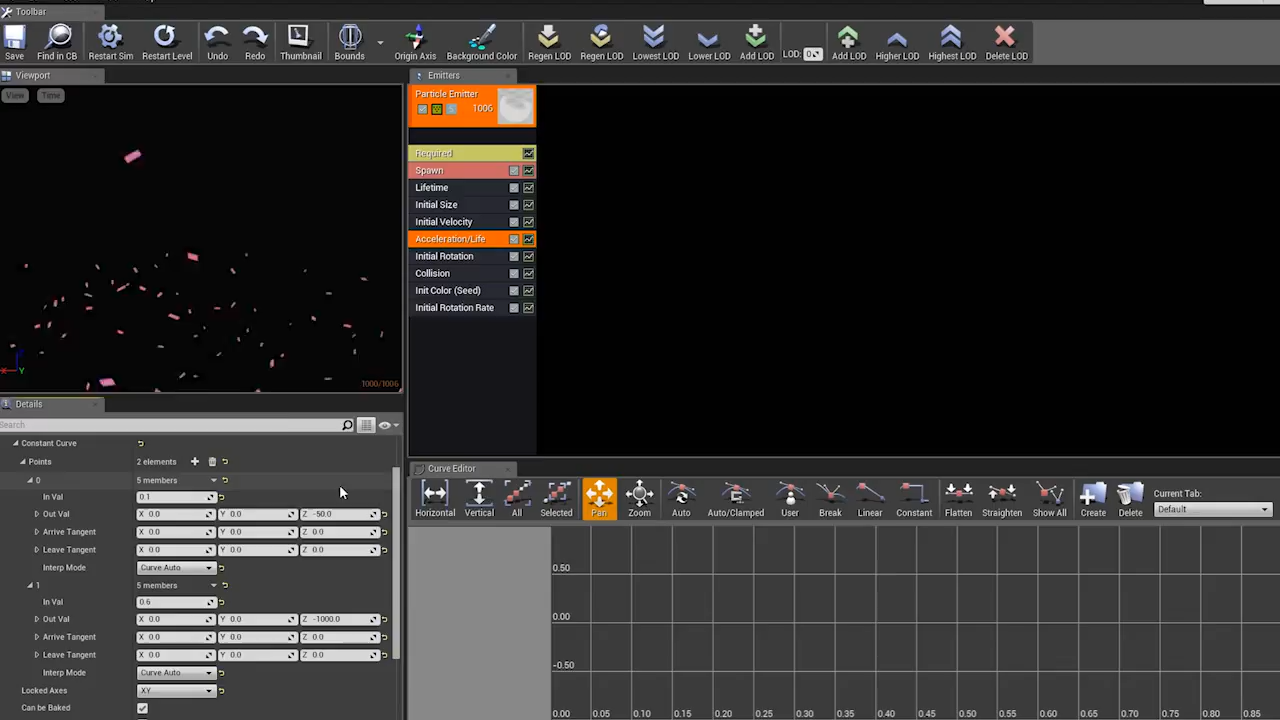 Toolbar
Save
Find in CB
Restart Sim
Restart Level
Undo
Redo
Thumbnail
Bounds
Origin Axis
Background Color
Regen LOD
Regen LOD
Lowest LOD
Lower LOD
Add LOD
LOD: 0
Add LOD
Higher LOD
Highest LOD
Delete LOD
Viewport
View
Time
1000/1006
Emitters
Particle Emitter
1006
Required
Spawn
Lifetime
Initial Size
Initial Velocity
Acceleration/Life
Initial Rotation
Collision
Init Color (Seed)
Initial Rotation Rate
Details
Search
Constant Curve
Points 2 elements
0 5 members
In Val 0.1
Out Val X 0.0 Y 0.0 Z -50.0
Arrive Tangent X 0.0 Y 0.0 Z 0.0
Leave Tangent X 0.0 Y 0.0 Z 0.0
Interp Mode Curve Auto
1 5 members
In Val 0.6
Out Val X 0.0 Y 0.0 Z -1000.0
Arrive Tangent X 0.0 Y 0.0 Z 0.0
Leave Tangent X 0.0 Y 0.0 Z 0.0
Interp Mode Curve Auto
Locked Axes XY
Can be Baked
Curve Editor
Horizontal
Vertical
All
Selected
Pan
Zoom
Auto
Auto/Clamped
User
Break
Linear
Constant
Flatten
Straighten
Show All
Create
Delete
Current Tab:
Default
0.50
0.00
-0.50
0.00 0.05 0.10 0.15 0.20 0.25 0.30 0.35 0.40 0.45 0.50 0.55 0.60 0.65 0.70 0.75 0.80 0.85